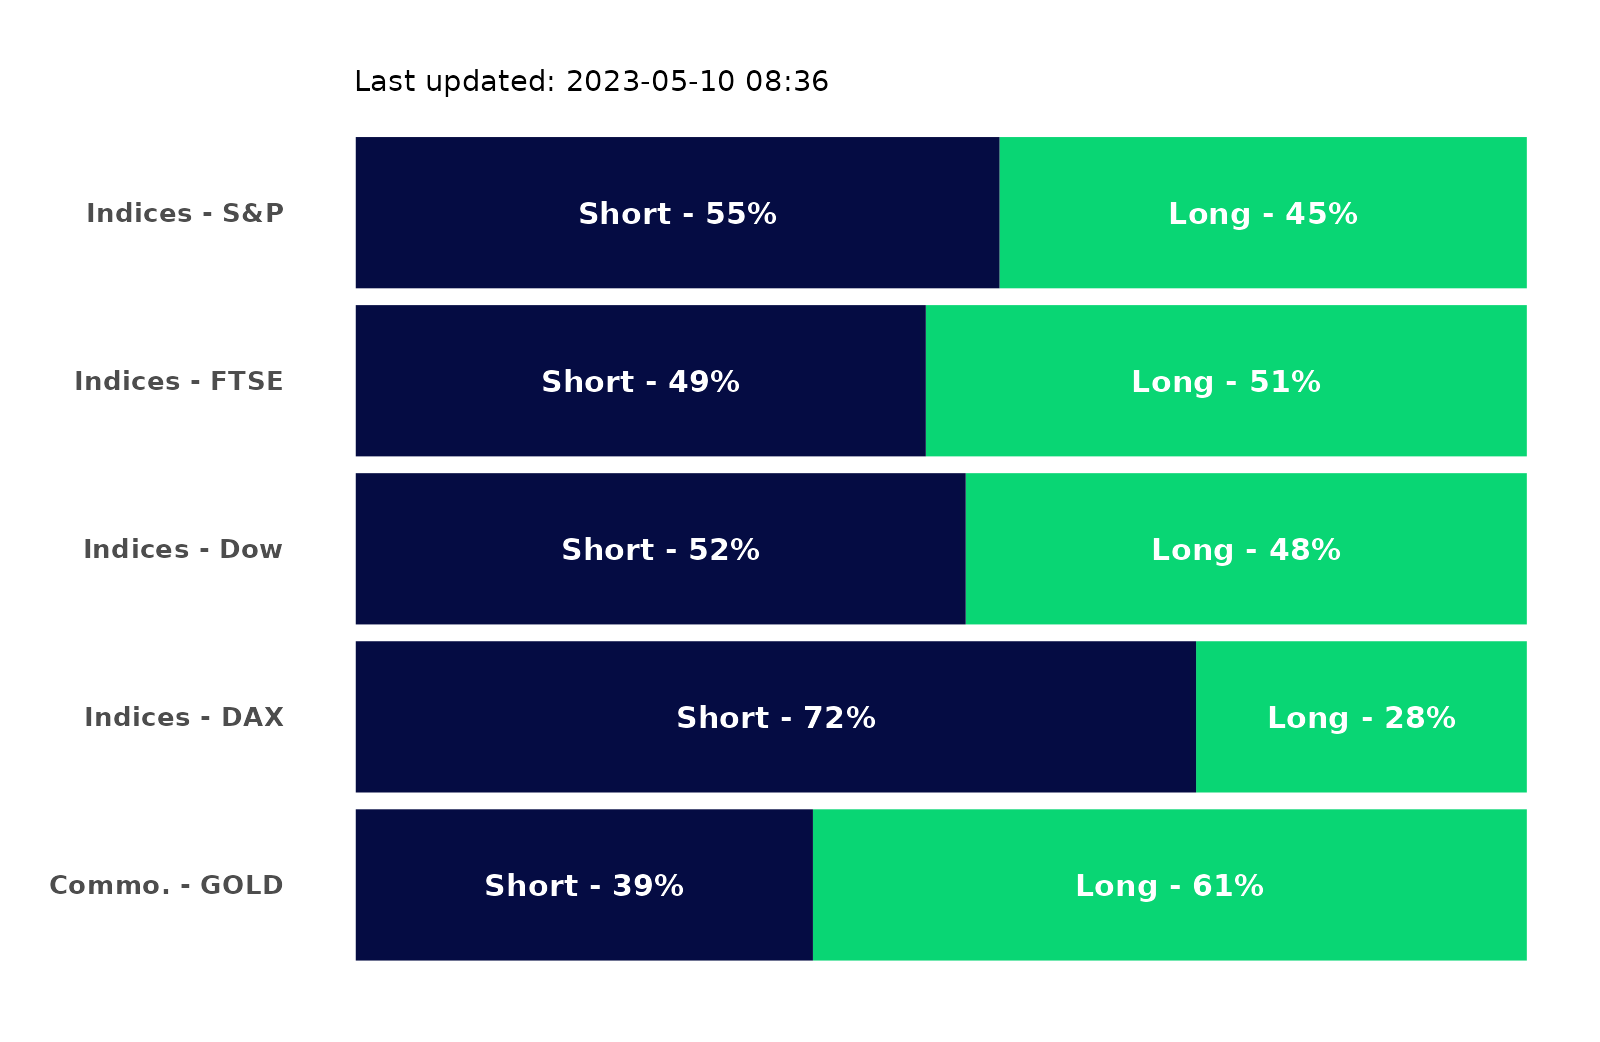 Last updated: 2023-05-10 08:36
Indices - S&P Short - 55% Long - 45%
Indices - FTSE Short - 49% Long - 51%
Indices - Dow Short - 52% Long - 48%
Indices - DAX Short - 72% Long - 28%
Commo. - GOLD Short - 39% Long - 61%